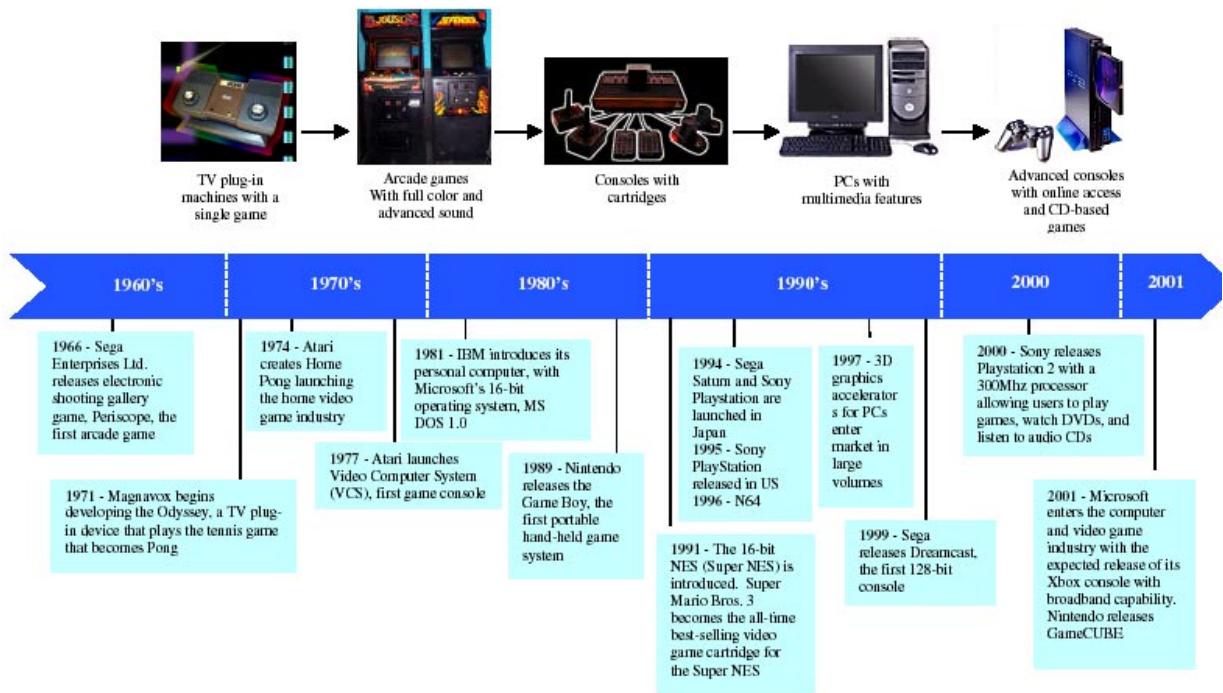 JOUST
DEFENDER
PS2
TV plug-in
machines with a
single game
Arcade games
With full color and
advanced sound
Consoles with
cartridges
PCs with
multimedia features
Advanced consoles
with online access
and CD-based
games
1960's
1970's
1980's
1990's
2000
2001
1966 - Sega
Enterprises Ltd.
releases electronic
shooting gallery
game, Periscope, the
first arcade game
1971 - Magnavox begins
developing the Odyssey, a TV plug-
in device that plays the tennis game
that becomes Pong
1974 - Atari
creates Home
Pong launching
the home video
game industry
1977 - Atari launches
Video Computer System
(VCS), first game console
1981 - IBM introduces its
personal computer, with
Microsoft's 16-bit
operating system, MS
DOS 1.0
1989 - Nintendo
releases the
Game Boy, the
first portable
hand-held game
system
1991 - The 16-bit
NES (Super NES) is
introduced. Super
Mario Bros. 3
becomes the all-time
best-selling video
game cartridge for
the Super NES
1994 - Sega
Saturn and Sony
Playstation are
launched in
Japan
1995 - Sony
PlayStation
released in US
1996 - N64
1997 - 3D
graphics
accelerator
s for PCs
enter
market in
large
volumes
1999 - Sega
releases Dreamcast,
the first 128-bit
console
2000 - Sony releases
Playstation 2 with a
300Mhz processor
allowing users to play
games, watch DVDs, and
listen to audio CDs
2001 - Microsoft
enters the computer
and video game
industry with the
expected release of its
Xbox console with
broadband capability.
Nintendo releases
GameCUBE